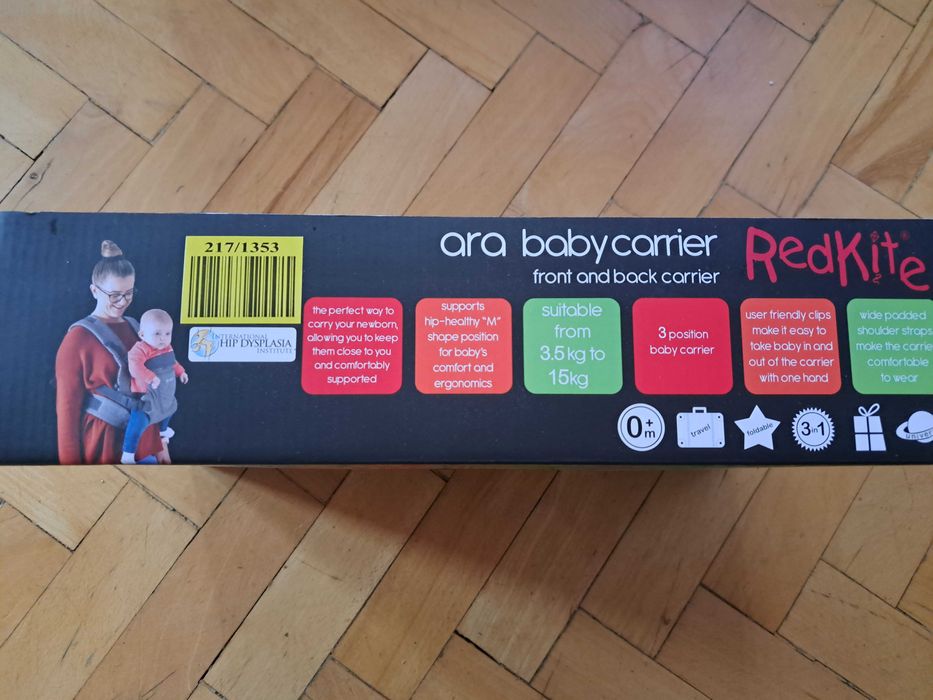 ara baby carrier
RedKite®
front and back carrier
217/1353
INTERNATIONAL
HIP DYSPLASIA
INSTITUTE
the perfect way to
carry your newborn,
allowing you to keep
them close to you
and comfortably
supported
supports
hip-healthy "M"
shape position
for baby's
comfort and
ergonomics
suitable
from
3.5kg to
15kg
3 position
baby carrier
user friendly clips
make it easy to
take baby in and
out of the carrier
with one hand
wide padded
shoulder straps
make the carrier
comfortable
to wear
0+
m
travel
foldable
3in1